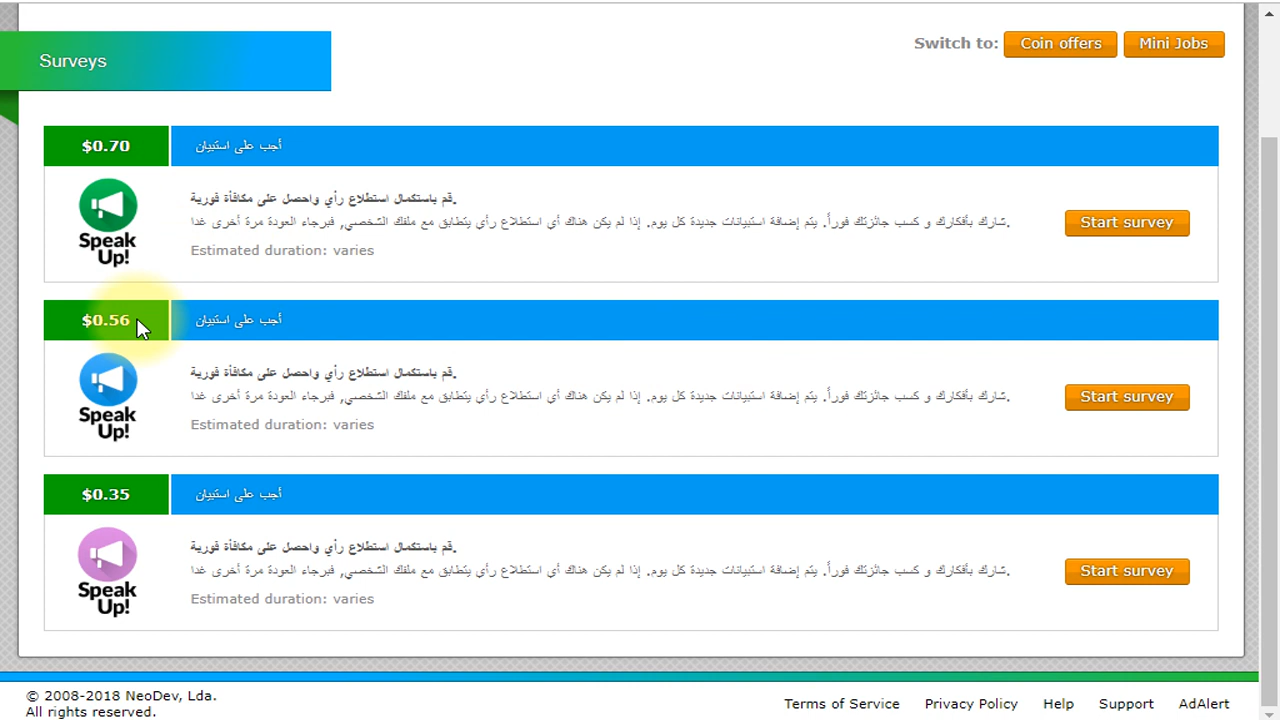 Switch to: Coin offers Mini Jobs
Surveys
$0.70 أجب على استبيان
قم باستكمال استطلاع رأي واحصل على مكافأة فورية.
شارك بأفكارك و كسب جائزتك فوراً. يتم إضافة استبيانات جديدة كل يوم. إذا لم يكن هناك أي استطلاع رأي يتطابق مع ملفك الشخصي, فبرجاء العودة مرة أخرى غدا.
Start survey
Speak Up!
Estimated duration: varies
$0.56 أجب على استبيان
قم باستكمال استطلاع رأي واحصل على مكافأة فورية.
شارك بأفكارك و كسب جائزتك فوراً. يتم إضافة استبيانات جديدة كل يوم. إذا لم يكن هناك أي استطلاع رأي يتطابق مع ملفك الشخصي, فبرجاء العودة مرة أخرى غدا.
Start survey
Speak Up!
Estimated duration: varies
$0.35 أجب على استبيان
قم باستكمال استطلاع رأي واحصل على مكافأة فورية.
شارك بأفكارك و كسب جائزتك فوراً. يتم إضافة استبيانات جديدة كل يوم. إذا لم يكن هناك أي استطلاع رأي يتطابق مع ملفك الشخصي, فبرجاء العودة مرة أخرى غدا.
Start survey
Speak Up!
Estimated duration: varies
© 2008-2018 NeoDev, Lda.
All rights reserved.
Terms of Service Privacy Policy Help Support AdAlert